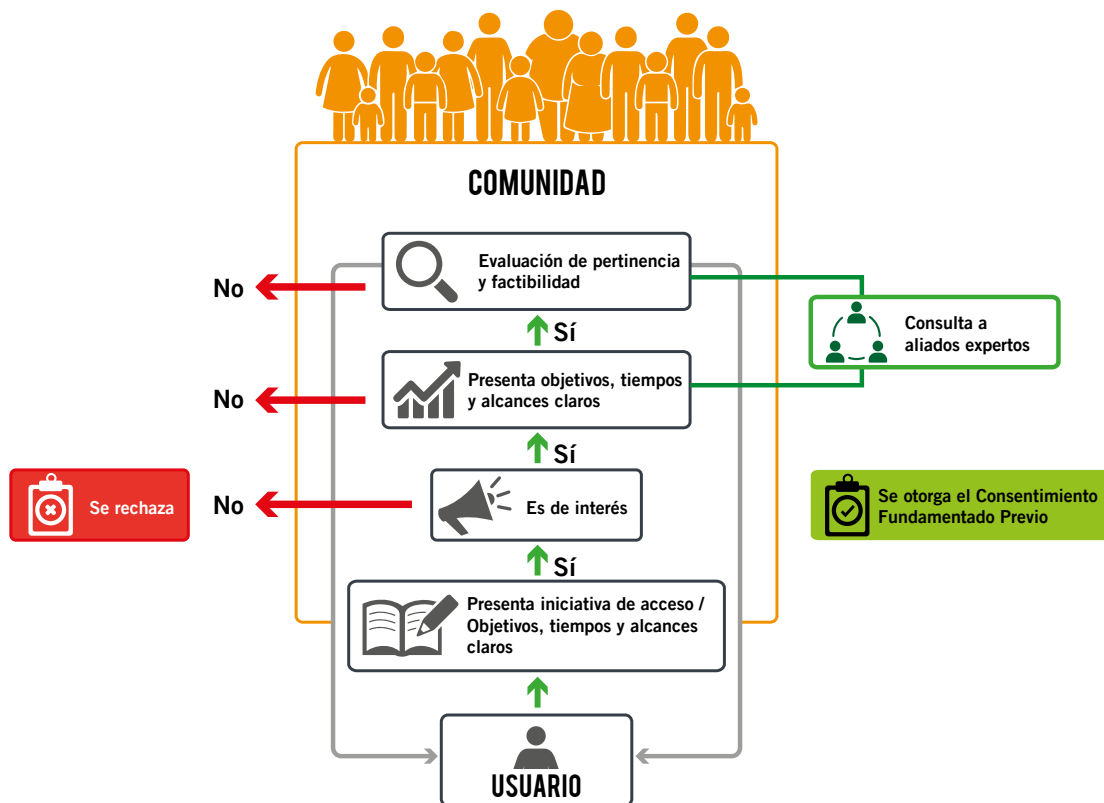 COMUNIDAD
Evaluación de pertinencia
y factibilidad
No
Sí
Consulta a
aliados expertos
Presenta objetivos, tiempos
y alcances claros
No
Sí
Se rechaza
No
Es de interés
Se otorga el Consentimiento
Fundamentado Previo
Sí
Presenta iniciativa de acceso /
Objetivos, tiempos y alcances
claros
USUARIO